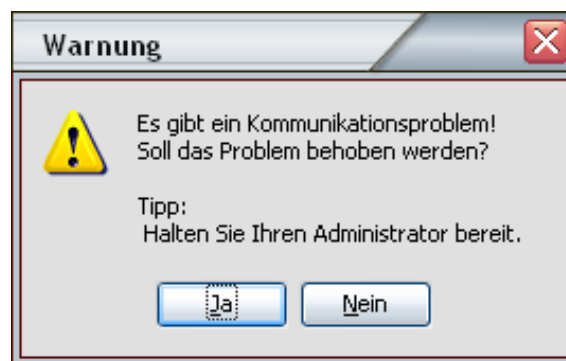 Warnung
Es gibt ein Kommunikationsproblem!
Soll das Problem behoben werden?
Tipp:
Halten Sie Ihren Administrator bereit.
Ja
Nein